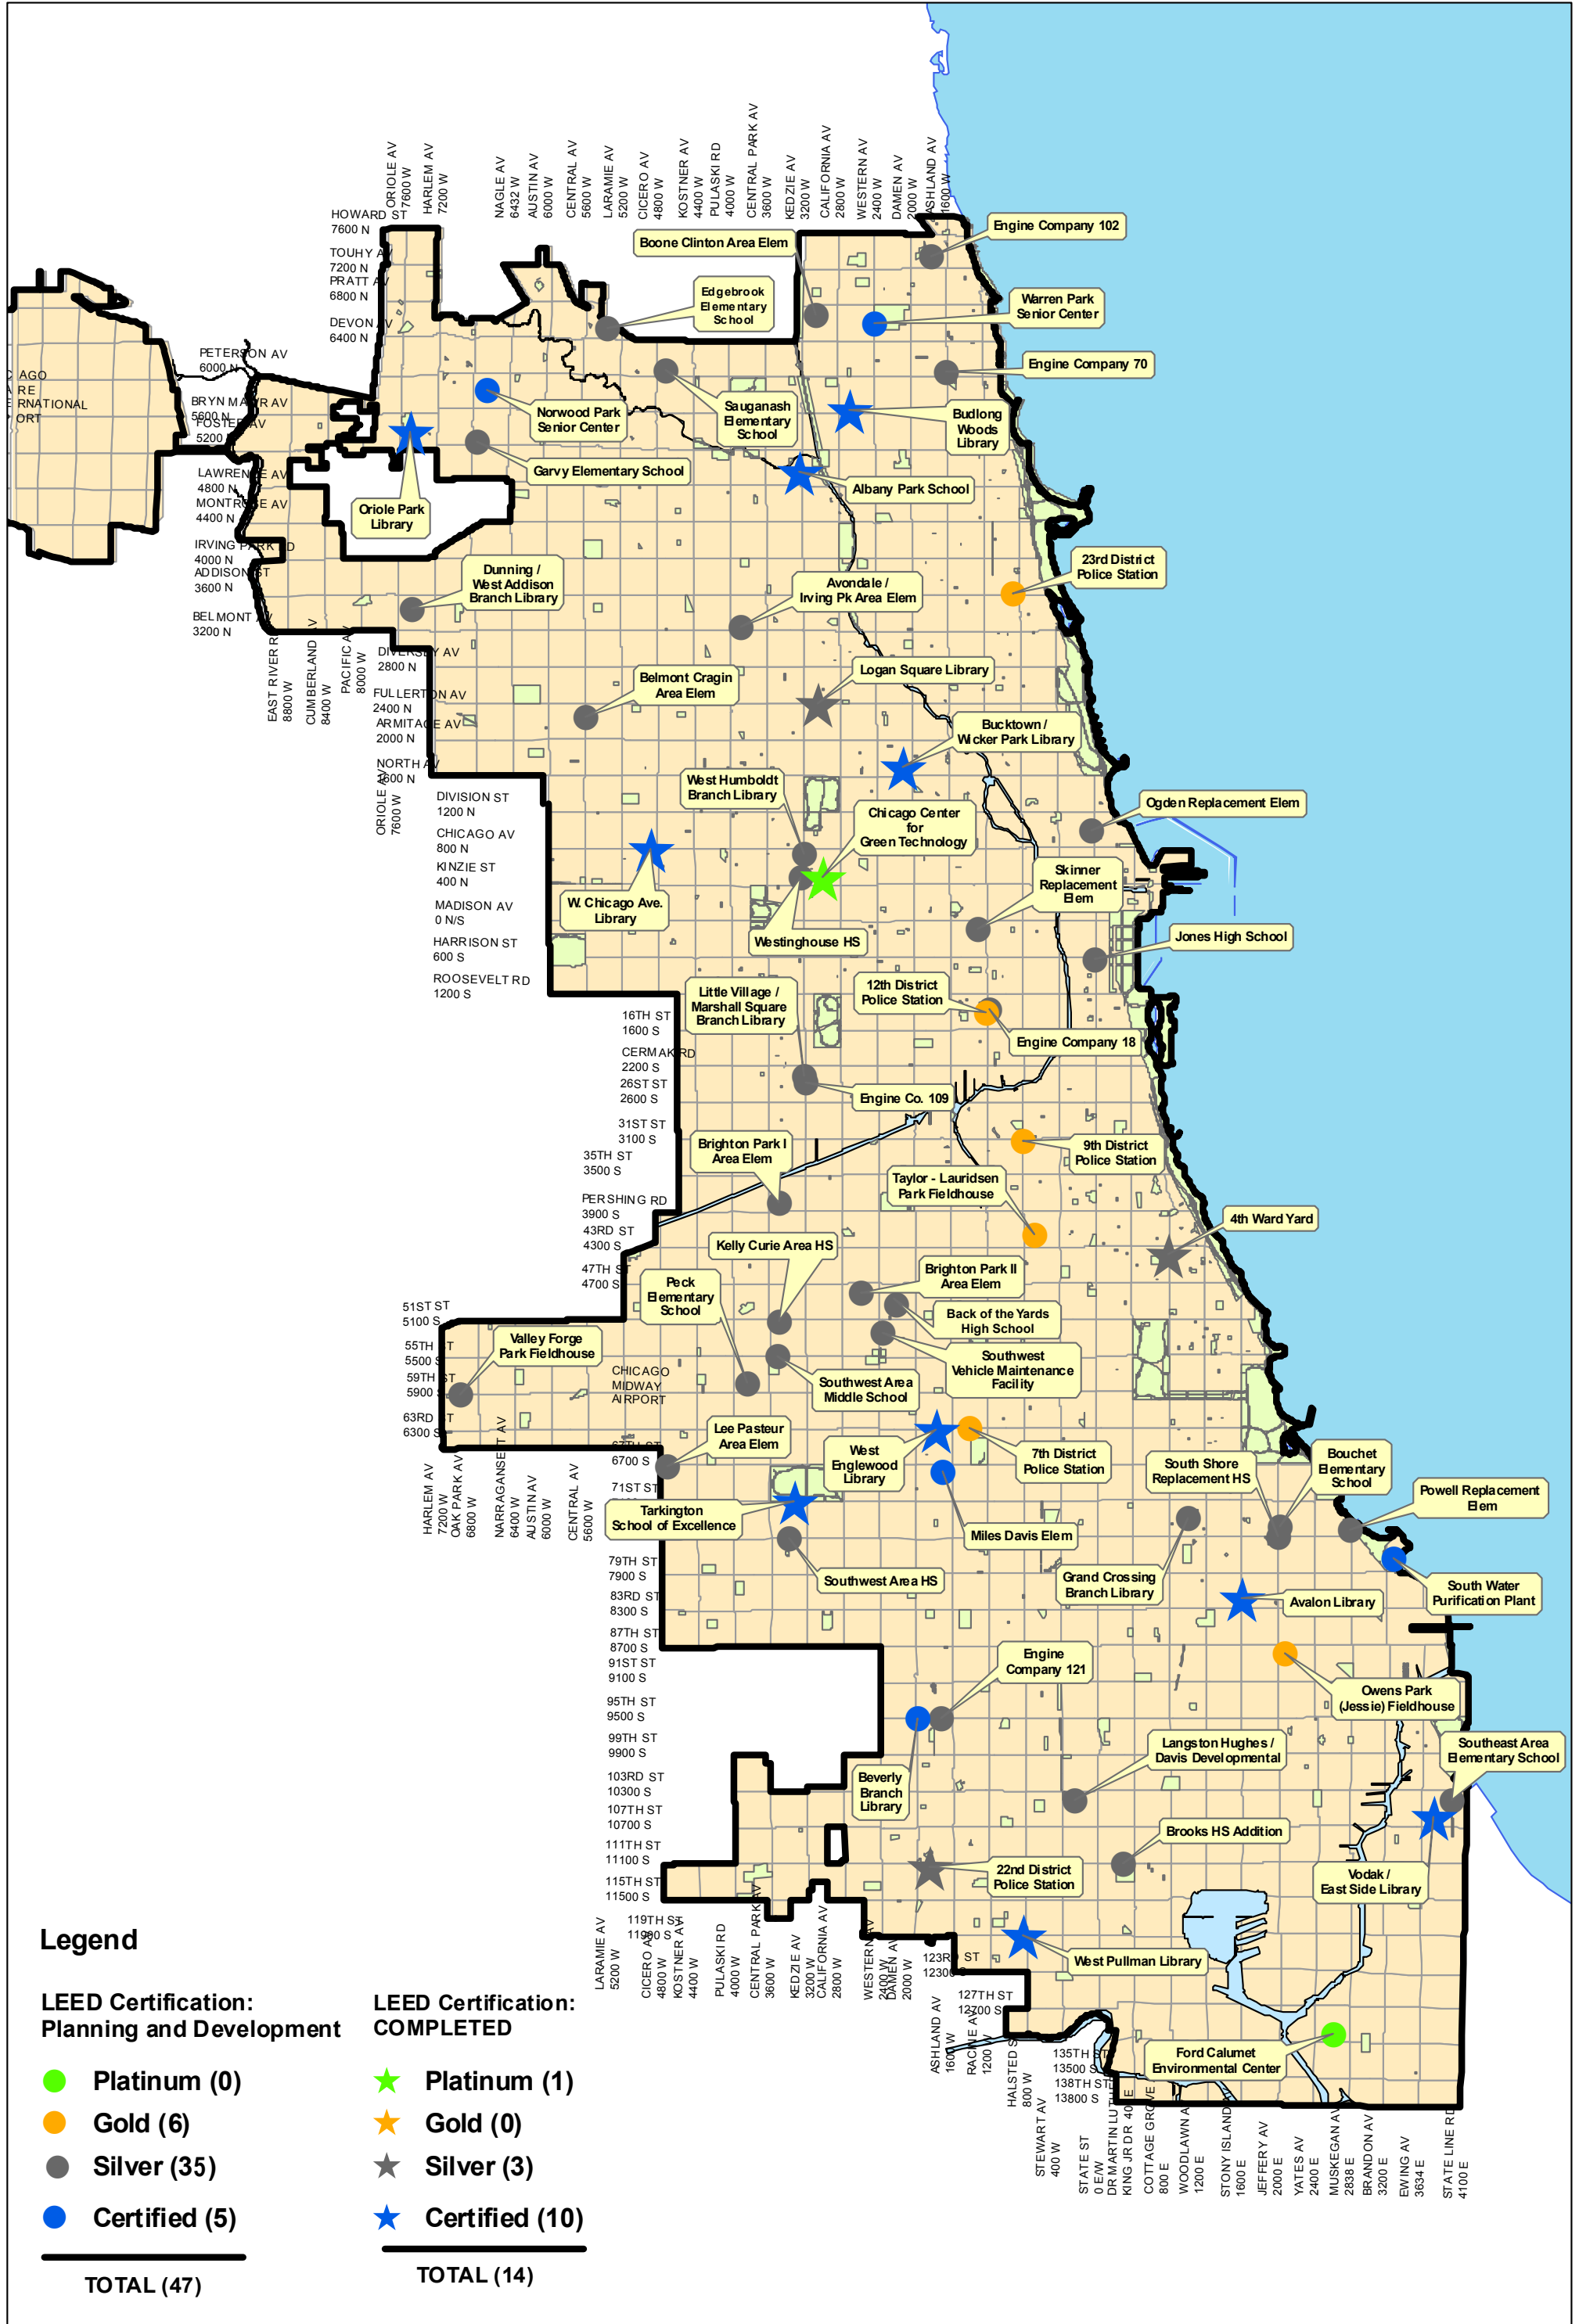 ORIOLE AV
7600 W
HARLEM AV
7200 W
NAGLE AV
6432 W
AUSTIN AV
6000 W
CENTRAL AV
5600 W
LARAMIE AV
5200 W
CICERO AV
4800 W
KOSTNER AV
4400 W
PULASKI RD
4000 W
CENTRAL PARK AV
3600 W
KEDZIE AV
3200 W
CALIFORNIA AV
2800 W
WESTERN AV
2400 W
DAMEN AV
2000 W
ASHLAND AV
1600 W
HOWARD ST
7600 N
TOUHY AV
7200 N
PRATT AV
6800 N
DEVON AV
6400 N
PETERSON AV
6000 N
BRYN MAWR AV
5600 N
FOSTER AV
5200
LAWRENCE AV
4800 N
MONTROSE AV
4400 N
IRVING PARK RD
4000 N
ADDISON ST
3600 N
BELMONT AV
3200 N
EAST RIVER R
8800 W
CUMBERLAND AV
8400 W
PACIFIC AV
8000 W
DIVERSEY AV
2800 N
FULLERTON AV
2400 N
ARMITAGE AV
2000 N
NORTH AV
1600 N
ORIOLE AV
7600 W
DIVISION ST
1200 N
CHICAGO AV
800 N
KINZIE ST
400 N
MADISON AV
0 N/S
HARRISON ST
600 S
ROOSEVELT RD
1200 S
16TH ST
1600 S
CERMAK RD
2200 S
26ST ST
2600 S
31ST ST
3100 S
35TH ST
3500 S
PERSHING RD
3900 S
43RD ST
4300 S
47TH ST
4700 S
51ST ST
5100 S
55TH ST
5500 S
59TH ST
5900 S
63RD ST
6300 S
CHICAGO
MIDWAY
AIRPORT
67TH ST
6700 S
71ST ST
79TH ST
7900 S
83RD ST
8300 S
87TH ST
8700 S
91ST ST
9100 S
95TH ST
9500 S
99TH ST
9900 S
103RD ST
10300 S
107TH ST
10700 S
111TH ST
11100 S
115TH ST
11500 S
119TH ST
11900 S
123RD ST
12300 S
127TH ST
12700 S
135TH ST
13500 S
138TH ST
13800 S
HARLEM AV
7200 W
OAK PARK AV
6800 W
NARRAGANSETT AV
6400 W
AUSTIN AV
6000 W
CENTRAL AV
5600 W
LARAMIE AV
5200 W
CICERO AV
4800 W
KOSTNER AV
4400 W
PULASKI RD
4000 W
CENTRAL PARK AV
3600 W
KEDZIE AV
3200 W
CALIFORNIA AV
2800 W
WESTERN AV
2400 W
DAMEN AV
2000 W
ASHLAND AV
1600 W
RACINE AV
1200 W
HALSTED S
800 W
STEWART AV
400 W
STATE ST
0 E/W
DR MARTIN LUTHE
KING JR DR 400 E
COTTAGE GROVE
800 E
WOODLAWN A
1200 E
STONY ISLAND
1600 E
JEFFERY AV
2000 E
YATES AV
2400 E
MUSKEGAN AV
2838 E
BRANDON AV
3200 E
EWING AV
3634 E
STATE LINE RD
4100 E
Engine Company 102
Boone Clinton Area Elem
Edgebrook
Elementary
School
Warren Park
Senior Center
Engine Company 70
Norwood Park
Senior Center
Sauganash
Elementary
School
Budlong
Woods
Library
Garvy Elementary School
Albany Park School
Oriole Park
Library
23rd District
Police Station
Dunning /
West Addison
Branch Library
Avondale /
Irving Pk Area Elem
Logan Square Library
Belmont Cragin
Area Elem
Bucktown /
Wicker Park Library
West Humboldt
Branch Library
Chicago Center
for
Green Technology
Ogden Replacement Elem
Skinner
Replacement
Elem
W. Chicago Ave.
Library
Westinghouse HS
Jones High School
Little Village /
Marshall Square
Branch Library
12th District
Police Station
Engine Company 18
Engine Co. 109
Brighton Park I
Area Elem
9th District
Police Station
Taylor - Lauridsen
Park Fieldhouse
4th Ward Yard
Kelly Curie Area HS
Brighton Park II
Area Elem
Peck
Elementary
School
Back of the Yards
High School
Valley Forge
Park Fieldhouse
Southwest
Vehicle Maintenance
Facility
Southwest Area
Middle School
Lee Pasteur
Area Elem
West
Englewood
Library
7th District
Police Station
South Shore
Replacement HS
Bouchet
Elementary
School
Powell Replacement
Elem
Tarkington
School of Excellence
Miles Davis Elem
Southwest Area HS
Grand Crossing
Branch Library
Avalon Library
South Water
Purification Plant
Engine
Company 121
Owens Park
(Jessie) Fieldhouse
Langston Hughes /
Davis Developmental
Southeast Area
Elementary School
Beverly
Branch
Library
Brooks HS Addition
22nd District
Police Station
Vodak /
East Side Library
West Pullman Library
Ford Calumet
Environmental Center
CAGO
ARE
ERNATIONAL
ORT
Legend
LEED Certification:
Planning and Development
Platinum (0)
Gold (6)
Silver (35)
Certified (5)
TOTAL (47)
LEED Certification:
COMPLETED
Platinum (1)
Gold (0)
Silver (3)
Certified (10)
TOTAL (14)